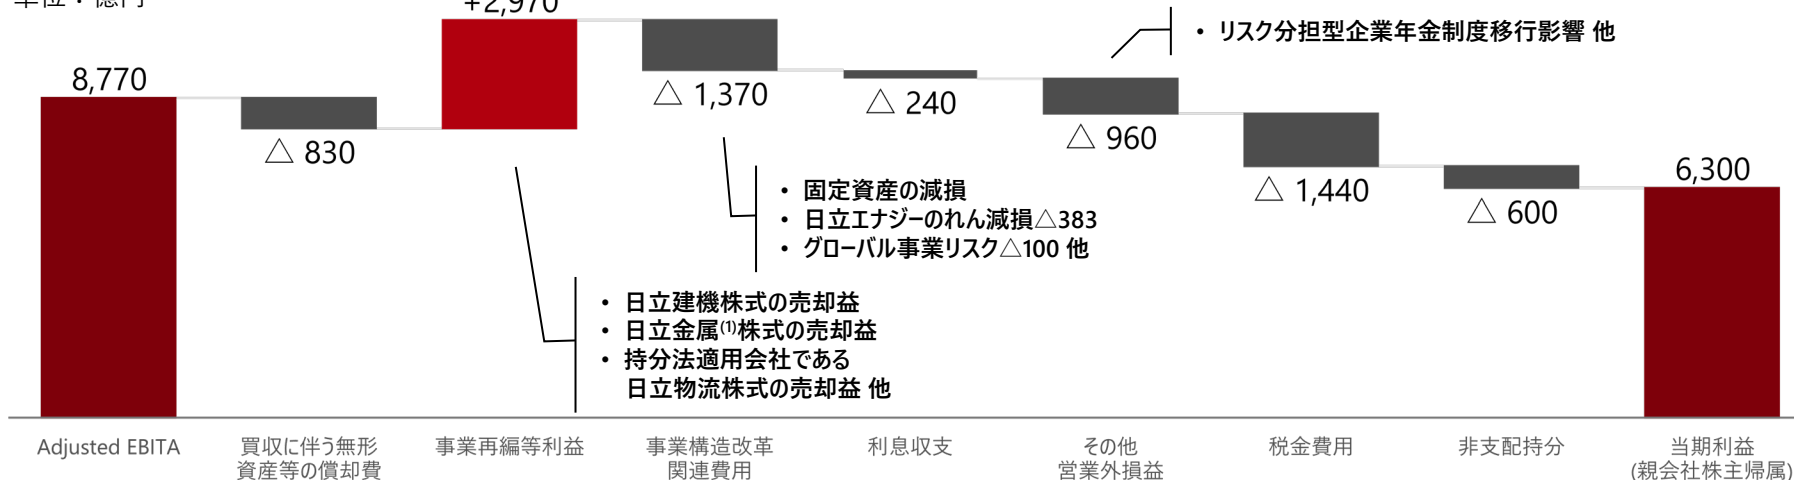 単位：億円
8,770
△ 830
+2,970
△ 1,370
△ 240
△ 960
△ 1,440
△ 600
6,300
• リスク分担型企業年金制度移行影響 他
• 固定資産の減損
• 日立エナジーのれん減損△383
• グローバル事業リスク△100 他
• 日立建機株式の売却益
• 日立金属(1)株式の売却益
• 持分法適用会社である
日立物流株式の売却益 他
Adjusted EBITA
買収に伴う無形
資産等の償却費
事業再編等利益
事業構造改革
関連費用
利息収支
その他
営業外損益
税金費用
非支配持分
当期利益
(親会社株主帰属)